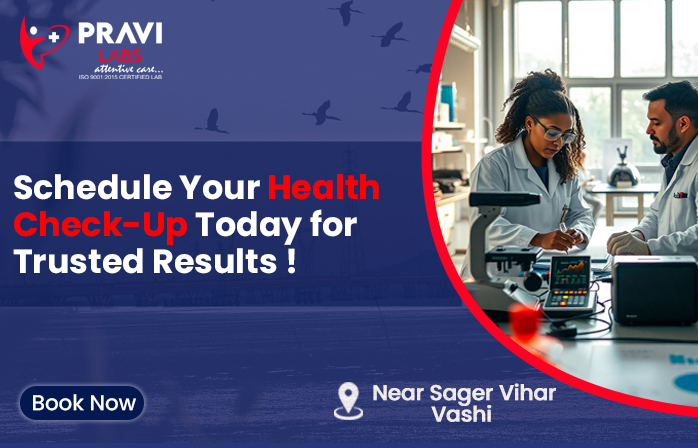 PRAVI
LABS
attentive care...
ISO 9001:2015 CERTIFIED LAB
Schedule Your Health
Check-Up Today for
Trusted Results !
Book Now
Near Sager Vihar
Vashi